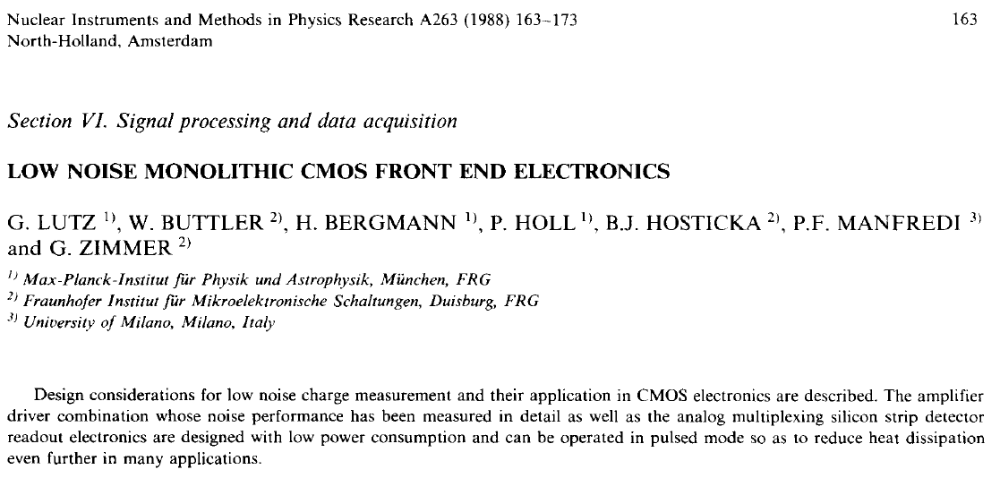 Nuclear Instruments and Methods in Physics Research A263 (1988) 163–173 163
North-Holland, Amsterdam
Section VI. Signal processing and data acquisition
LOW NOISE MONOLITHIC CMOS FRONT END ELECTRONICS
G. LUTZ 1), W. BUTTLER 2), H. BERGMANN 1), P. HOLL 1), B.J. HOSTICKA 2), P.F. MANFREDI 3)
and G. ZIMMER 2)
1) Max-Planck-Institut für Physik und Astrophysik, München, FRG
2) Fraunhofer Institut für Mikroelektronische Schaltungen, Duisburg, FRG
3) University of Milano, Milano, Italy
Design considerations for low noise charge measurement and their application in CMOS electronics are described. The amplifier
driver combination whose noise performance has been measured in detail as well as the analog multiplexing silicon strip detector
readout electronics are designed with low power consumption and can be operated in pulsed mode so as to reduce heat dissipation
even further in many applications.